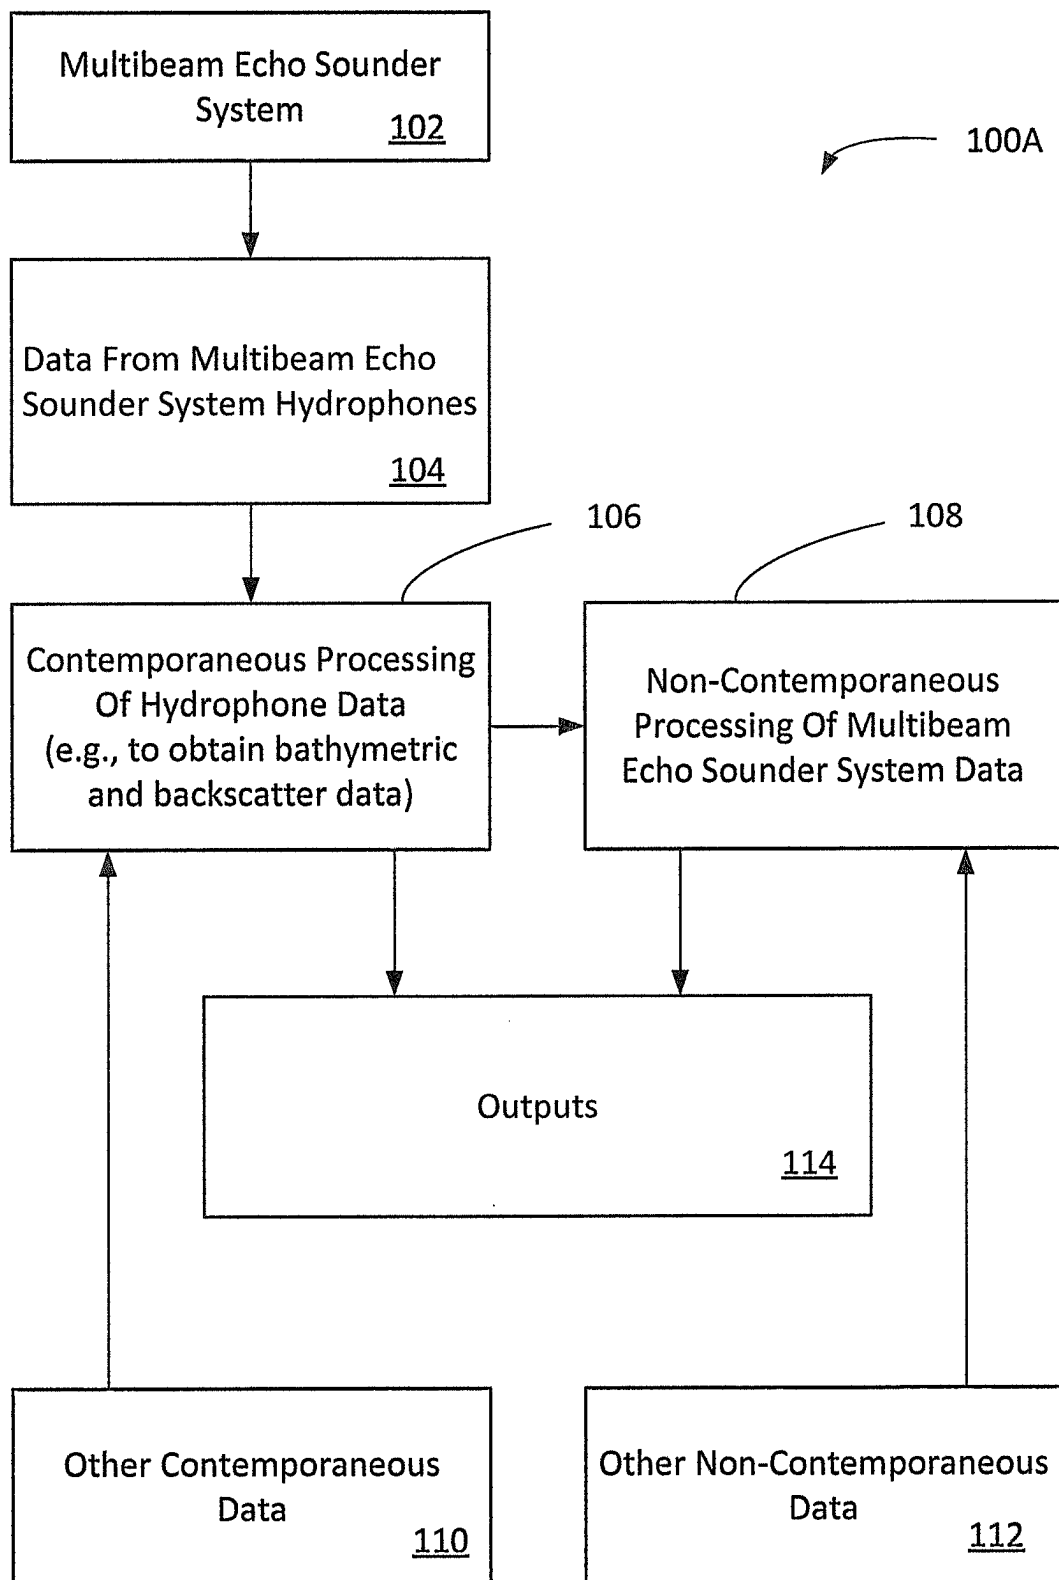 Multibeam Echo Sounder
System
102
100A
Data From Multibeam Echo
Sounder System Hydrophones
104
106
108
Contemporaneous Processing
Of Hydrophone Data
(e.g., to obtain bathymetric
and backscatter data)
Non-Contemporaneous
Processing Of Multibeam
Echo Sounder System Data
Outputs
114
Other Contemporaneous
Data
110
Other Non-Contemporaneous
Data
112